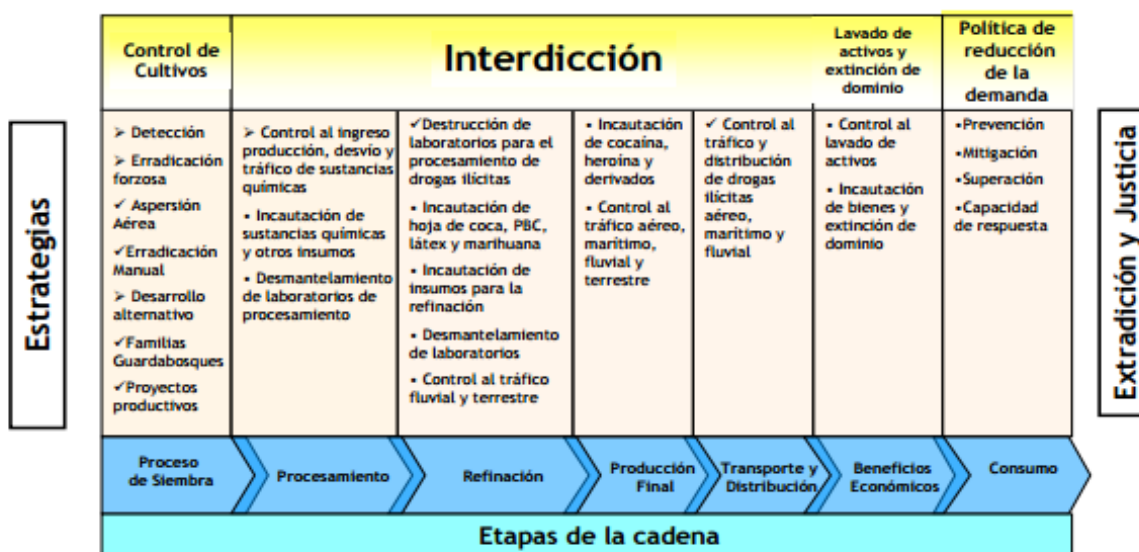 Estrategias
Control de
Cultivos
Interdicción
Lavado de
activos y
extinción de
dominio
Política de
reducción
de la
demanda
➢ Detección
➢ Erradicación
forzosa
✓ Aspersión
Aérea
✓Erradicación
Manual
➢ Desarrollo
alternativo
✓Familias
Guardabosques
✓Proyectos
productivos
➢ Control al ingreso
producción, desvío y
tráfico de sustancias
químicas
▪ Incautación de
sustancias químicas
y otros insumos
▪ Desmantelamiento
de laboratorios de
procesamiento
✓Destrucción de
laboratorios para el
procesamiento de
drogas ilícitas
▪ Incautación de
hoja de coca, PBC,
látex y marihuana
▪ Incautación de
insumos para la
refinación
▪ Desmantelamiento
de laboratorios
▪ Control al tráfico
fluvial y terrestre
▪ Incautación
de cocaína,
heroína y
derivados
▪ Control al
tráfico aéreo,
marítimo,
fluvial y
terrestre
✓ Control al
tráfico y
distribución
de drogas
ilícitas
aéreo,
marítimo y
fluvial
▪ Control al
lavado de
activos
▪ Incautación
de bienes y
extinción de
dominio
▪Prevención
▪Mitigación
▪Superación
▪Capacidad
de respuesta
Extradición y Justicia
Proceso
de Siembra
Procesamiento
Refinación
Producción
Final
Transporte y
Distribución
Beneficios
Económicos
Consumo
Etapas de la cadena